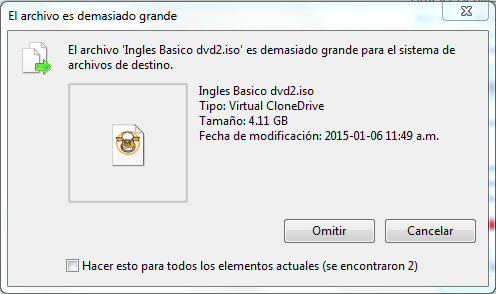 El archivo es demasiado grande
El archivo 'Ingles Basico dvd2.iso' es demasiado grande para el sistema de
archivos de destino.
Ingles Basico dvd2.iso
Tipo: Virtual CloneDrive
Tamaño: 4.11 GB
Fecha de modificación: 2015-01-06 11:49 a.m.
Omitir
Cancelar
Hacer esto para todos los elementos actuales (se encontraron 2)